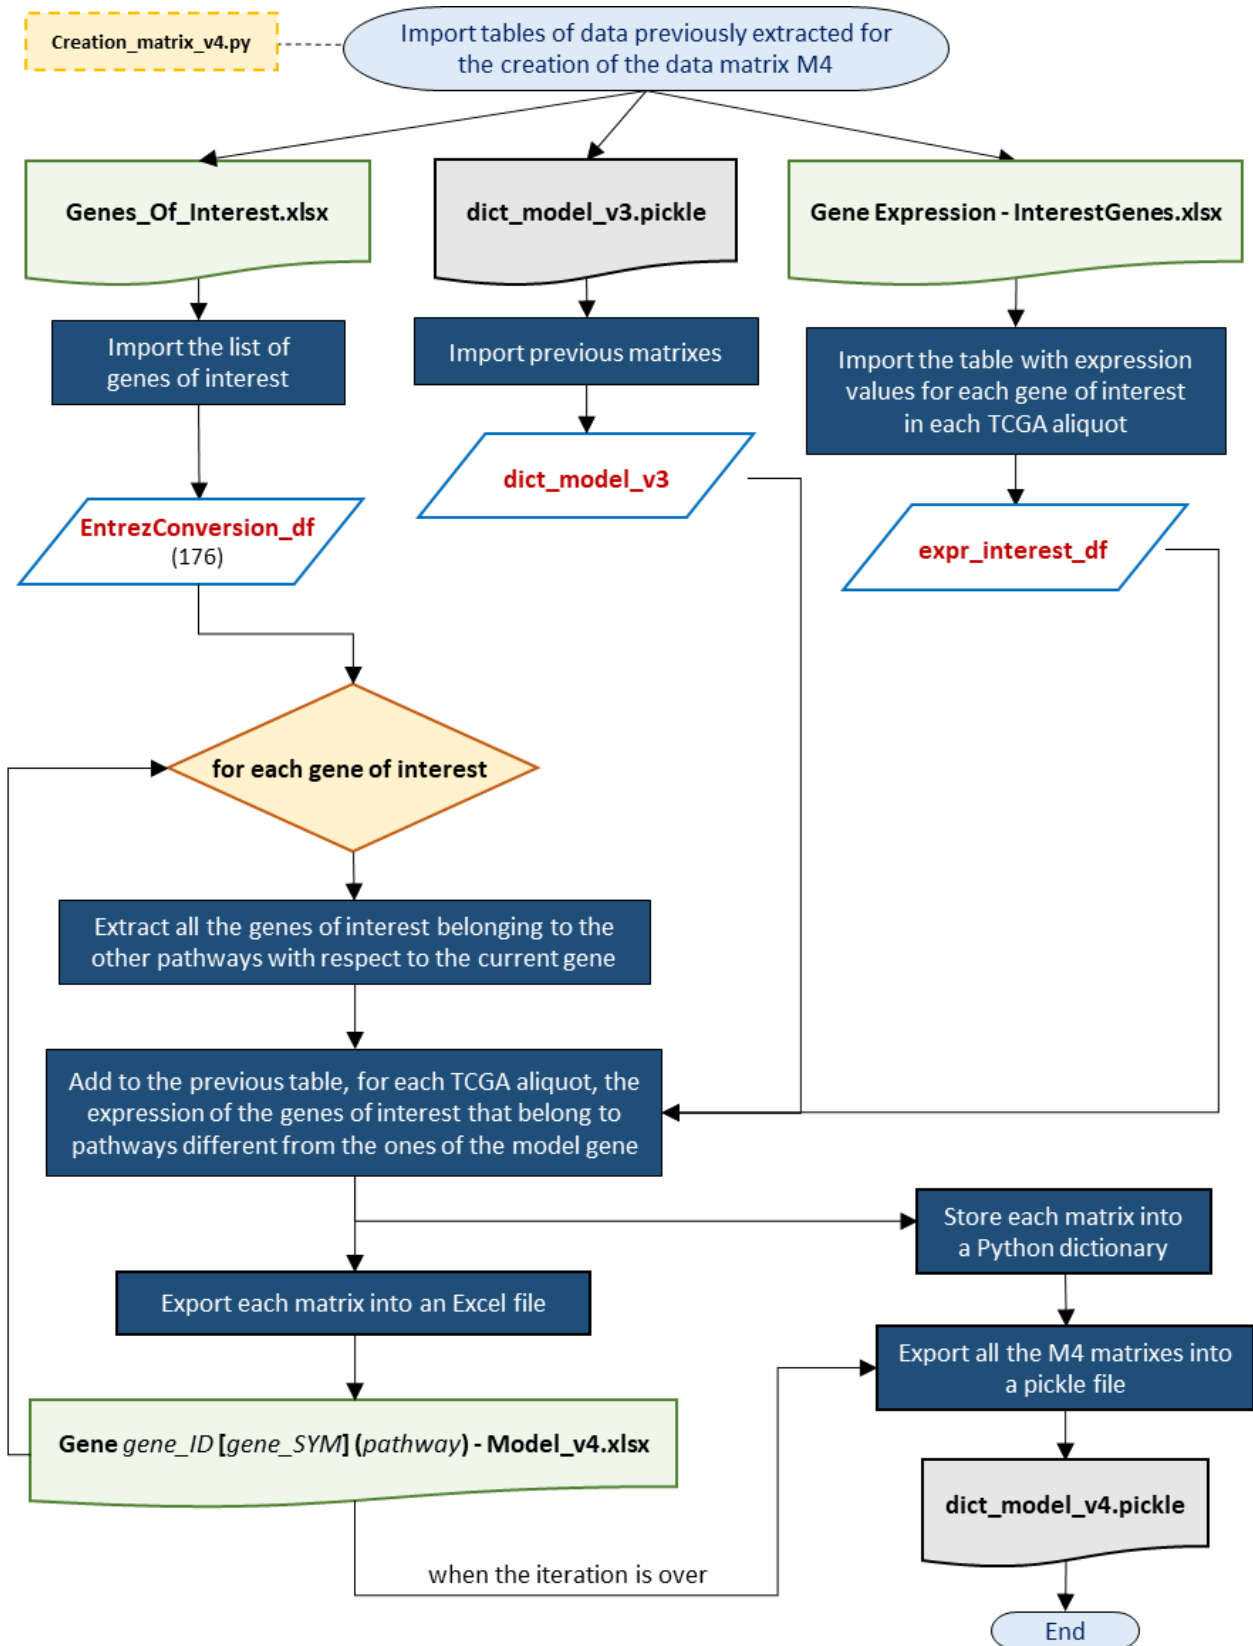 Creation_matrix_v4.py
Import tables of data previously extracted for
the creation of the data matrix M4
Genes_Of_Interest.xlsx
dict_model_v3.pickle
Gene Expression - InterestGenes.xlsx
Import the list of
genes of interest
Import previous matrixes
Import the table with expression
values for each gene of interest
in each TCGA aliquot
dict_model_v3
EntrezConversion_df
(176)
expr_interest_df
for each gene of interest
Extract all the genes of interest belonging to the
other pathways with respect to the current gene
Add to the previous table, for each TCGA aliquot, the
expression of the genes of interest that belong to
pathways different from the ones of the model gene
Store each matrix into
a Python dictionary
Export each matrix into an Excel file
Export all the M4 matrixes into
a pickle file
Gene gene_ID [gene_SYM] (pathway) - Model_v4.xlsx
dict_model_v4.pickle
when the iteration is over
End